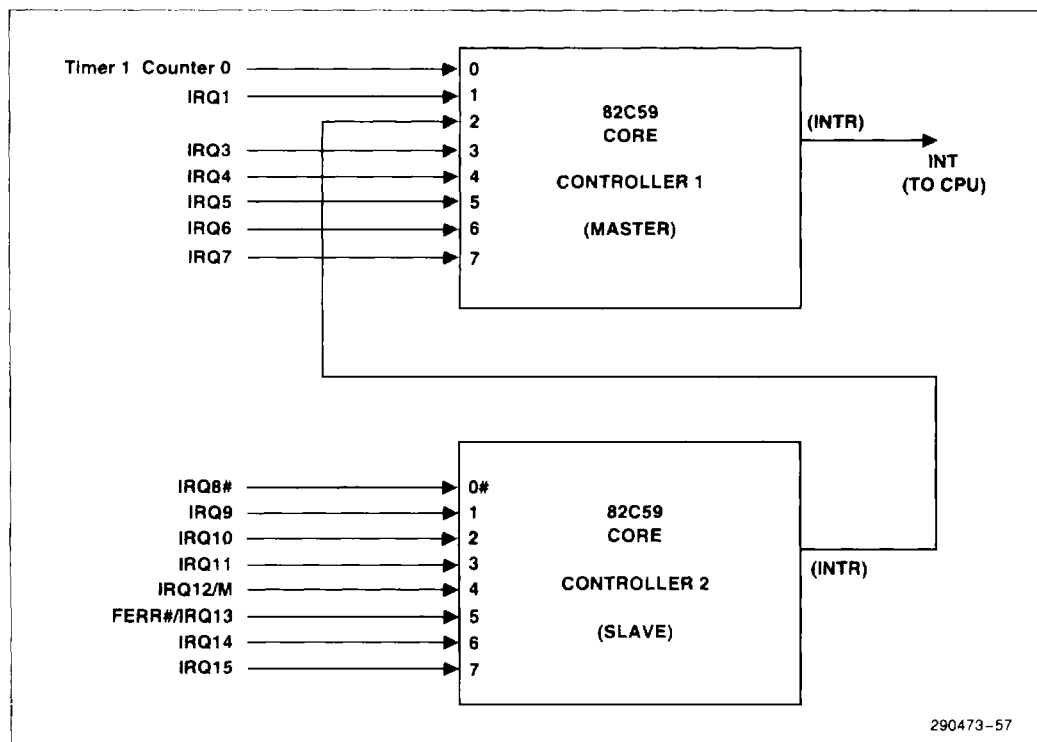 Timer 1 Counter 0
IRQ1
IRQ3
IRQ4
IRQ5
IRQ6
IRQ7
0
1
2
3
4
5
6
7
82C59
CORE
CONTROLLER 1
(MASTER)
(INTR)
INT
(TO CPU)
IRQ8#
IRQ9
IRQ10
IRQ11
IRQ12/M
FERR#/IRQ13
IRQ14
IRQ15
0#
1
2
3
4
5
6
7
82C59
CORE
CONTROLLER 2
(SLAVE)
(INTR)
290473-57